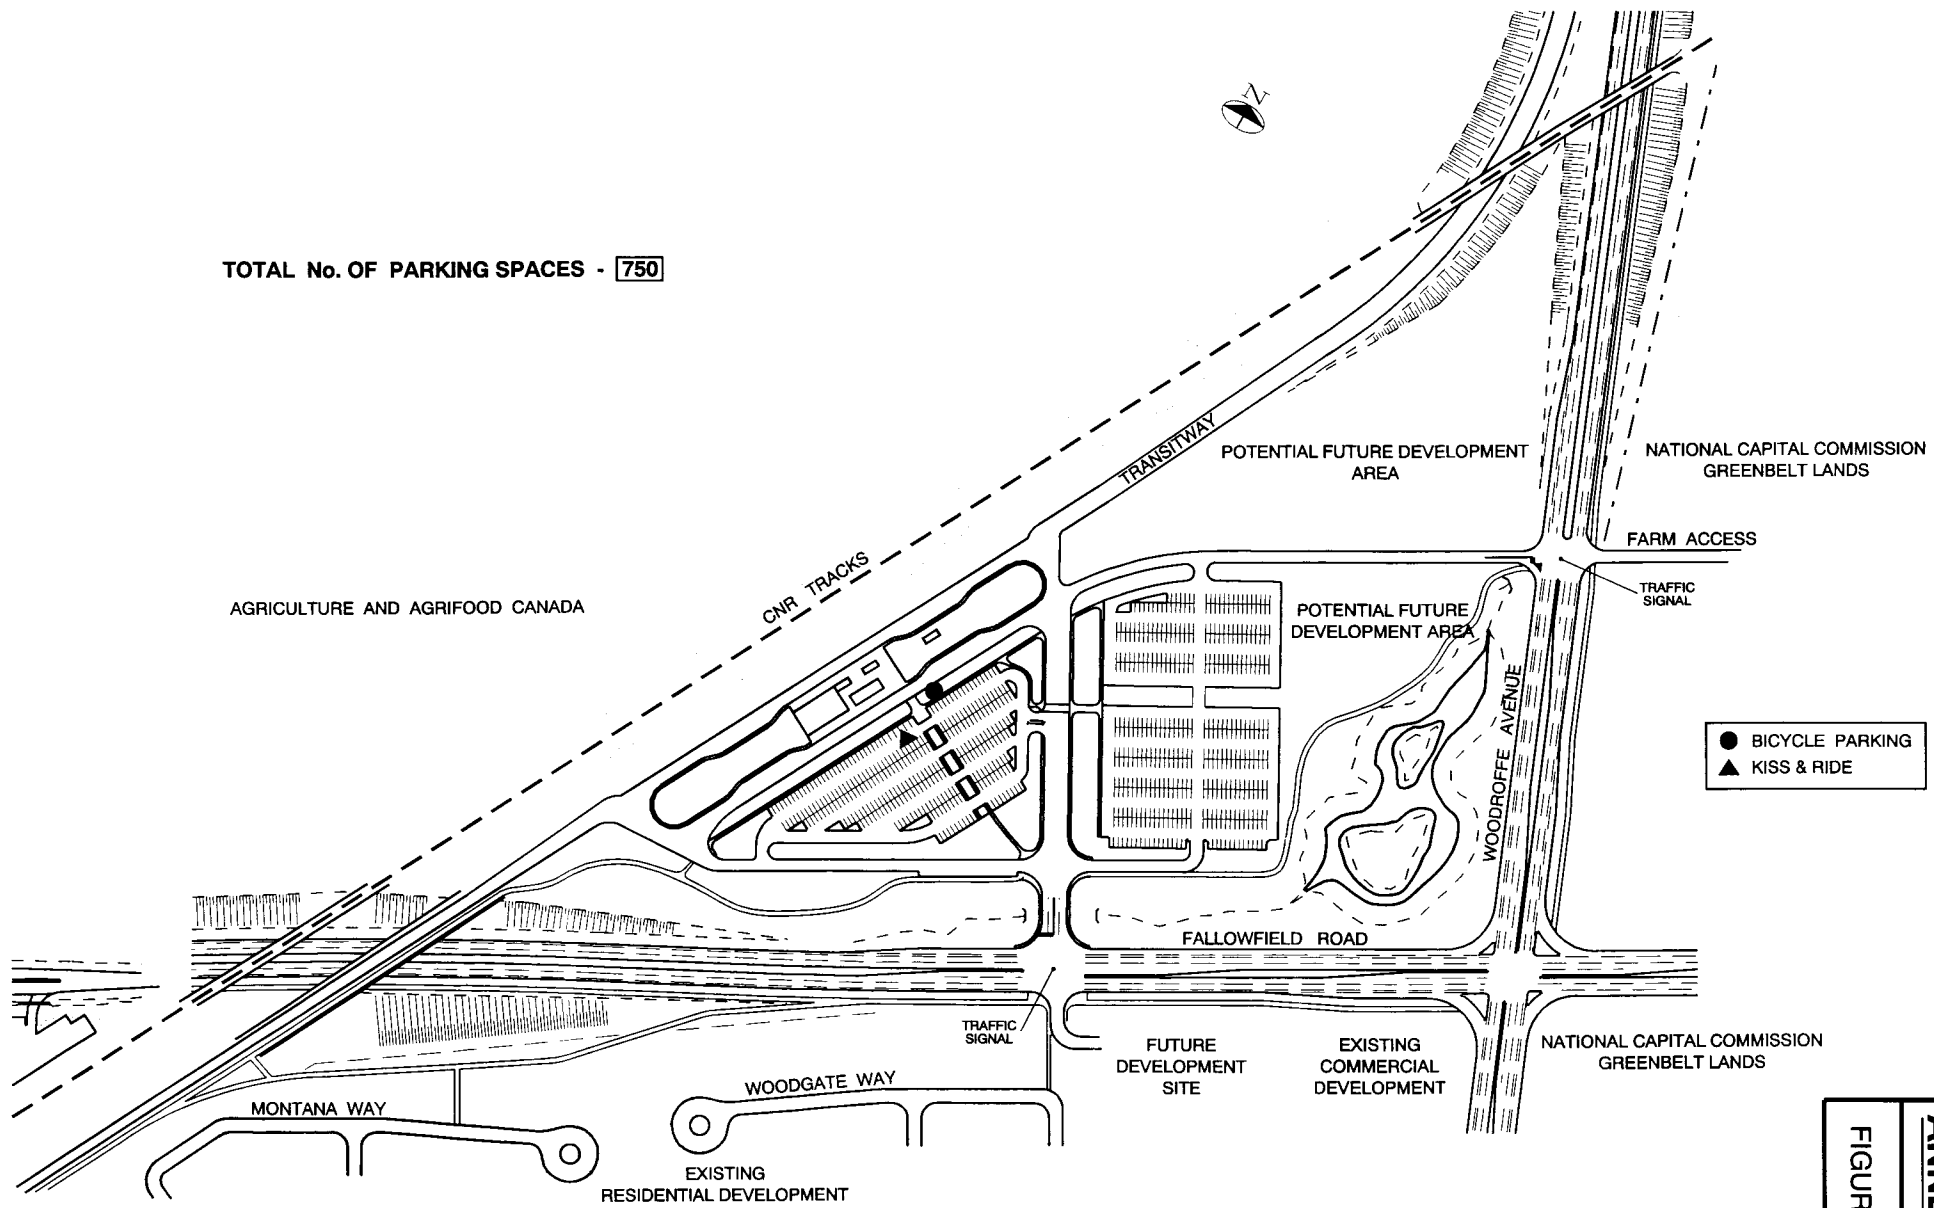 N
TOTAL No. OF PARKING SPACES - 750
TRANSITWAY
POTENTIAL FUTURE DEVELOPMENT
AREA
NATIONAL CAPITAL COMMISSION
GREENBELT LANDS
FARM ACCESS
TRAFFIC
SIGNAL
CNR TRACKS
AGRICULTURE AND AGRIFOOD CANADA
POTENTIAL FUTURE
DEVELOPMENT AREA
WOODROFFE AVENUE
BICYCLE PARKING
KISS & RIDE
FALLOWFIELD ROAD
TRAFFIC
SIGNAL
FUTURE
DEVELOPMENT
SITE
EXISTING
COMMERCIAL
DEVELOPMENT
NATIONAL CAPITAL COMMISSION
GREENBELT LANDS
WOODGATE WAY
MONTANA WAY
EXISTING
RESIDENTIAL DEVELOPMENT